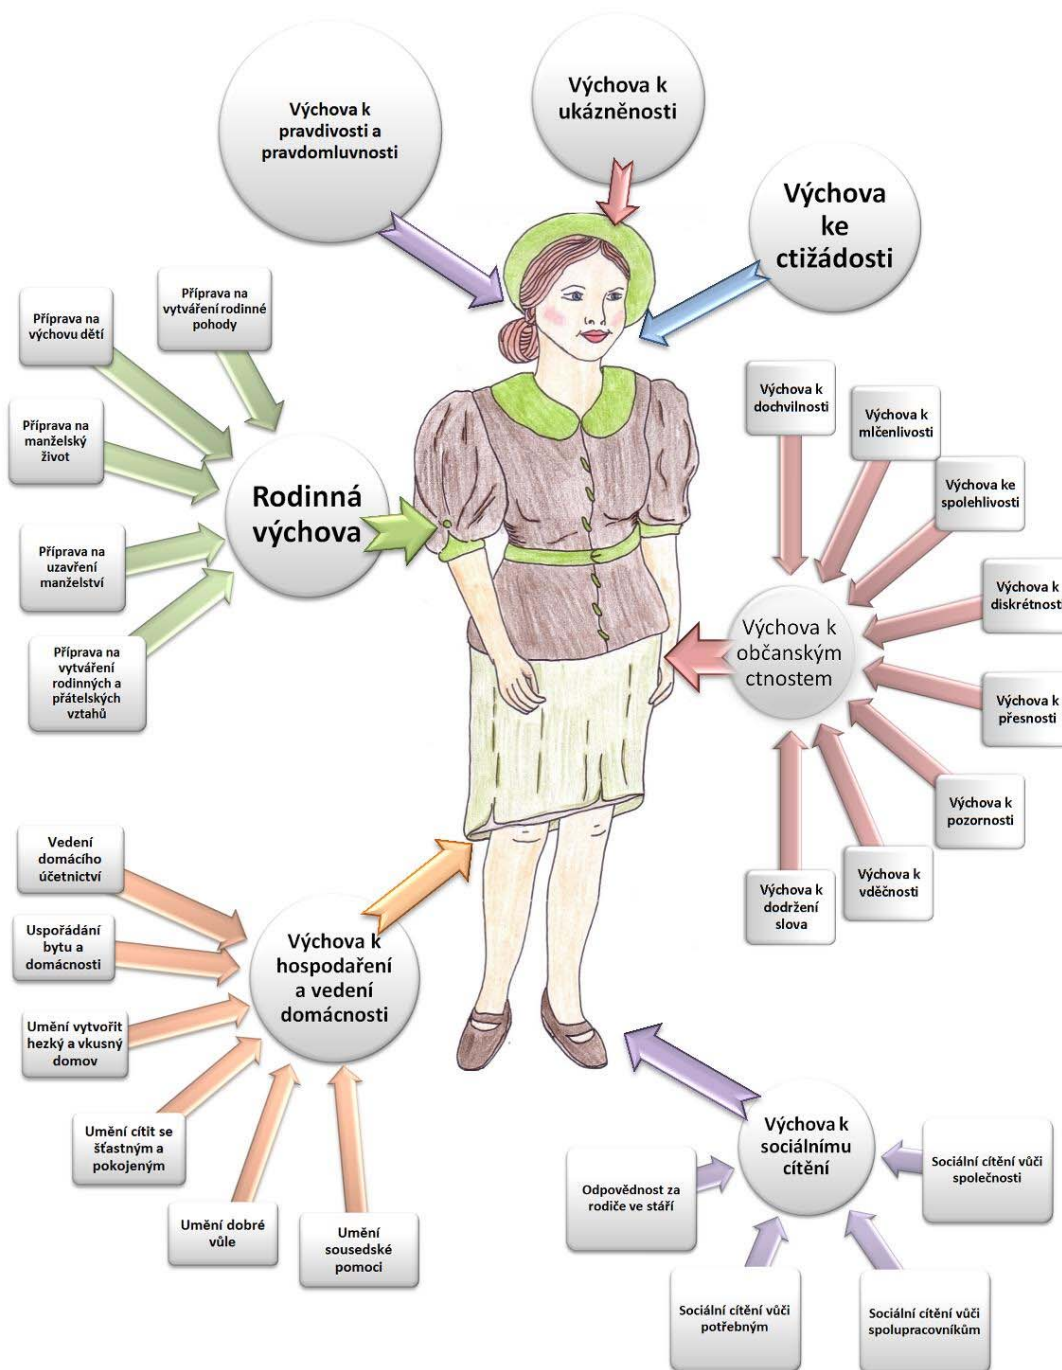 Výchova k
pravdivosti a
pravdomluvnosti
Výchova k
ukázněnosti
Výchova
ke
ctižádosti
Příprava na
výchovu dětí
Příprava na
vytváření rodinné
pohody
Příprava na
manželský
život
Příprava na
uzavření
manželství
Příprava na
vytváření
rodinných a
přátelských
vztahů
Rodinná
výchova
Výchova k
dochvilnosti
Výchova k
mlčenlivosti
Výchova ke
spolehlivosti
Výchova k
diskrétnosti
Výchova k
přesnosti
Výchova k
pozornosti
Výchova k
vděčnosti
Výchova k
dodržení
slova
Výchova k
občanským
ctnostem
Vedení
domácího
účetnictví
Uspořádání
bytu a
domácnosti
Umění vytvořit
hezký a vkusný
domov
Umění cítit se
šťastným a
pokojeným
Umění dobré
vůle
Umění
sousedské
pomoci
Výchova k
hospodaření
a vedení
domácnosti
Výchova k
sociálnímu
cítění
Odpovědnost za
rodiče ve stáří
Sociální cítění vůči
společnosti
Sociální cítění vůči
potřebným
Sociální cítění vůči
spolupracovníkům